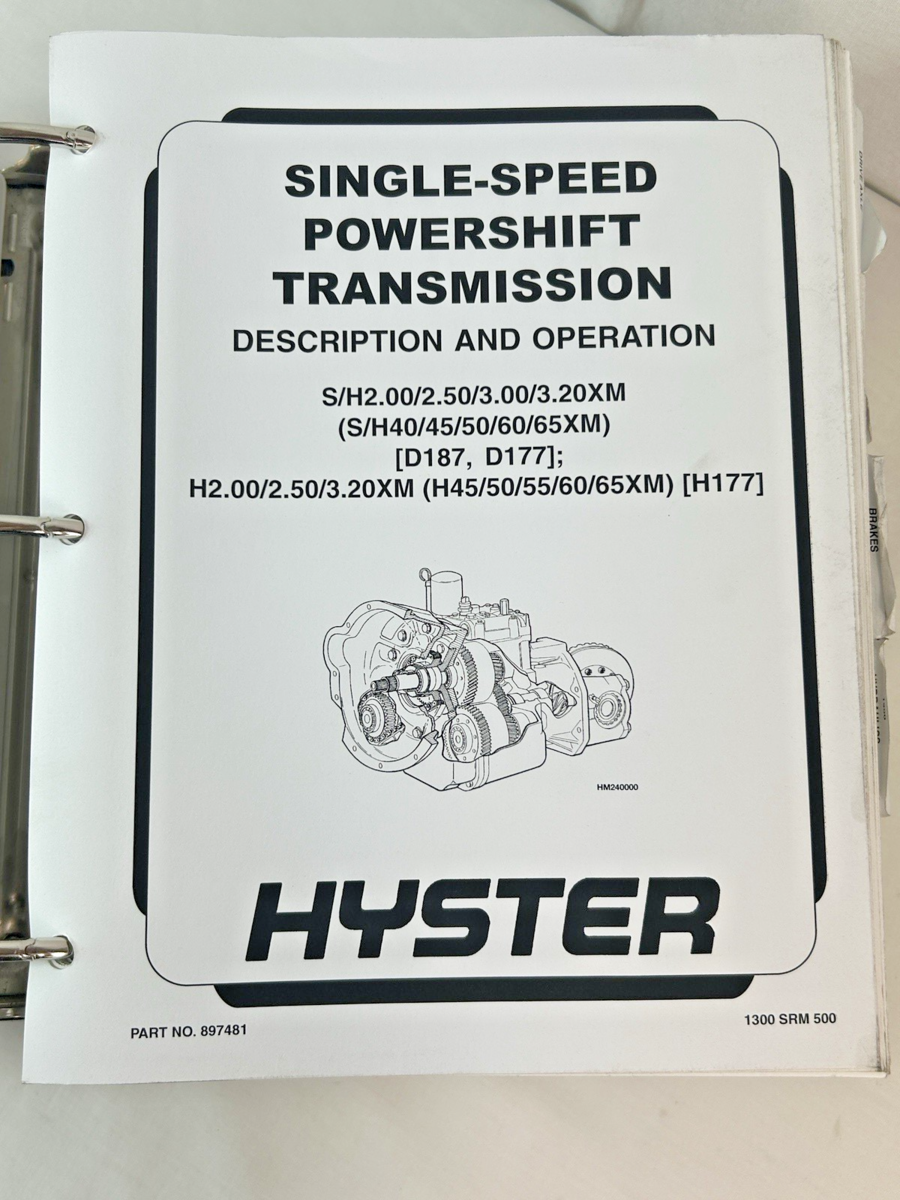 SINGLE-SPEED
POWERSHIFT
TRANSMISSION
DESCRIPTION AND OPERATION
S/H2.00/2.50/3.00/3.20XM
(S/H40/45/50/60/65XM)
[D187, D177];
H2.00/2.50/3.20XM (H45/50/55/60/65XM) [H177]
HM240000
HYSTER
PART NO. 897481
1300 SRM 500
BRAKES